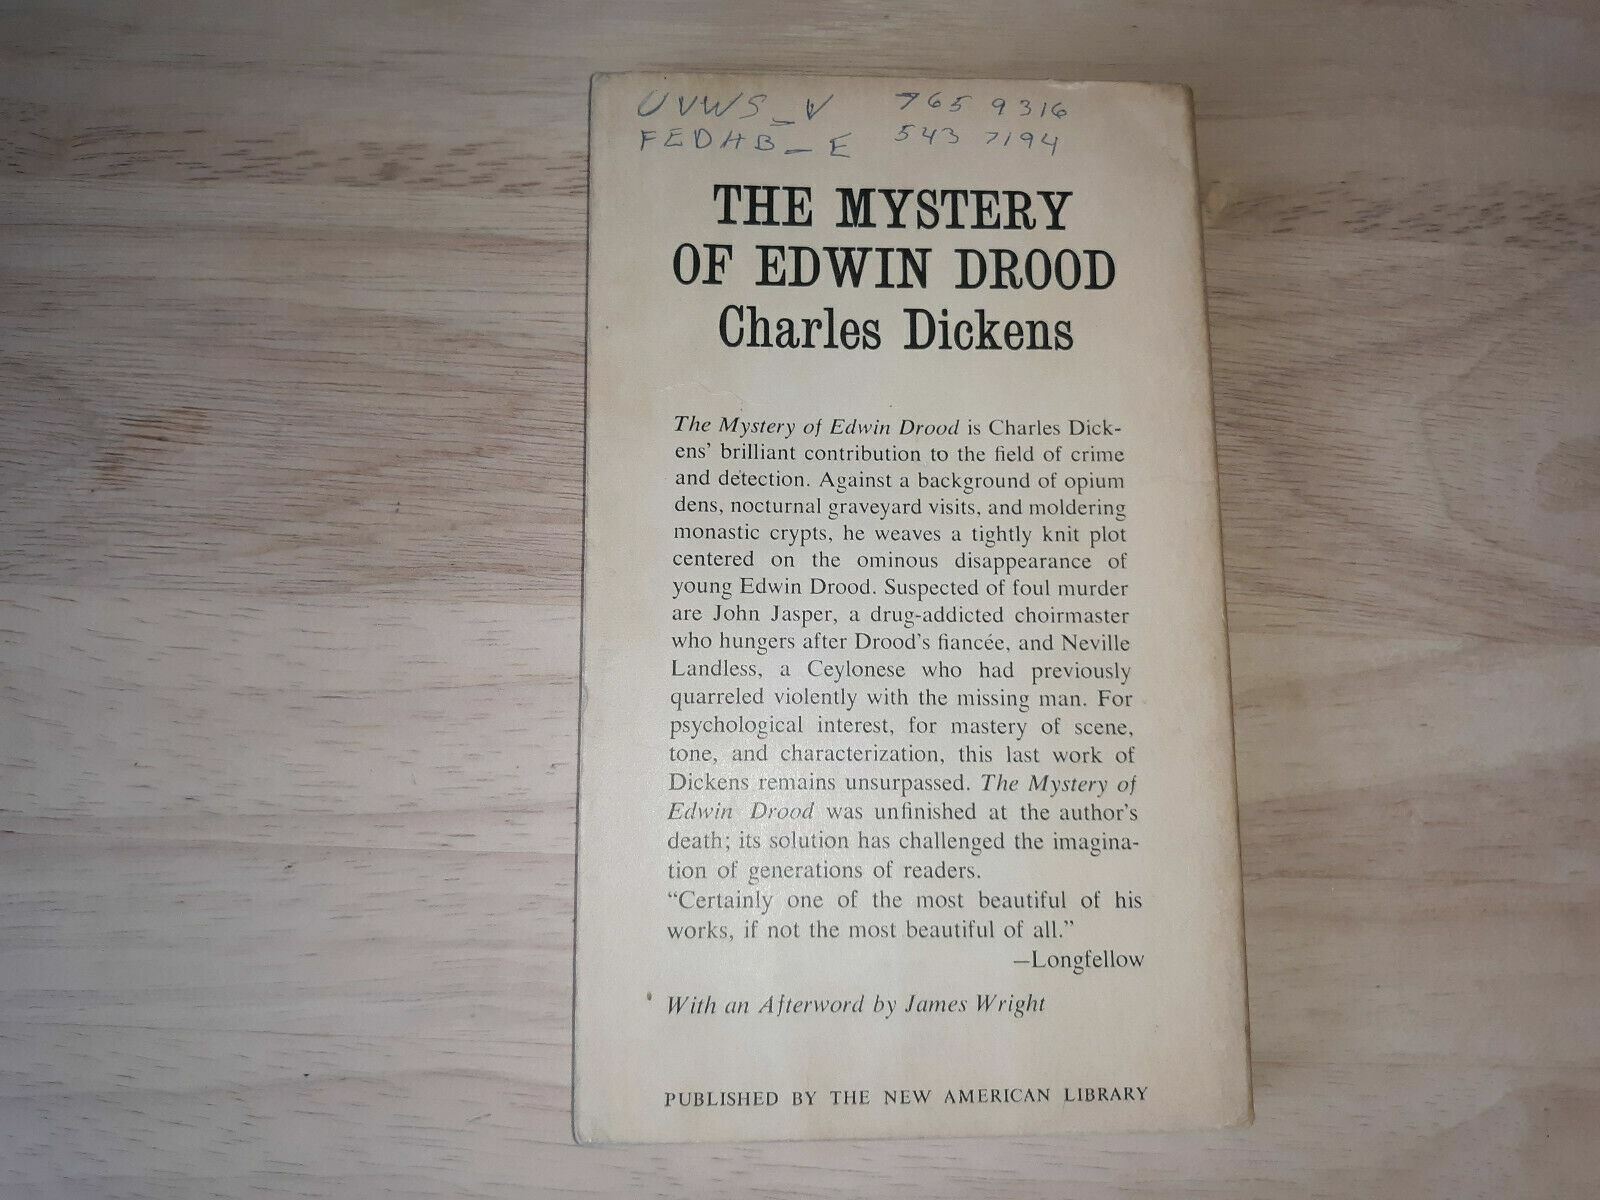 UVWS_V 765 9316
FEDHB_E 543 7194
THE MYSTERY
OF EDWIN DROOD
Charles Dickens
The Mystery of Edwin Drood is Charles Dick-
ens' brilliant contribution to the field of crime
and detection. Against a background of opium
dens, nocturnal graveyard visits, and moldering
monastic crypts, he weaves a tightly knit plot
centered on the ominous disappearance of
young Edwin Drood. Suspected of foul murder
are John Jasper, a drug-addicted choirmaster
who hungers after Drood's fiancée, and Neville
Landless, a Ceylonese who had previously
quarreled violently with the missing man. For
psychological interest, for mastery of scene,
tone, and characterization, this last work of
Dickens remains unsurpassed. The Mystery of
Edwin Drood was unfinished at the author's
death; its solution has challenged the imagina-
tion of generations of readers.
“Certainly one of the most beautiful of his
works, if not the most beautiful of all.”
—Longfellow
With an Afterword by James Wright
PUBLISHED BY THE NEW AMERICAN LIBRARY